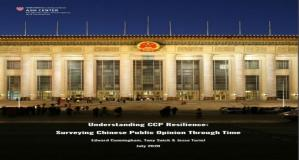 ASH CENTER
Understanding CCP Resilience:
Surveying Chinese Public Opinion Through Time
Edward Cunningham, Tony Saich & Jesse Turiel
July 2020